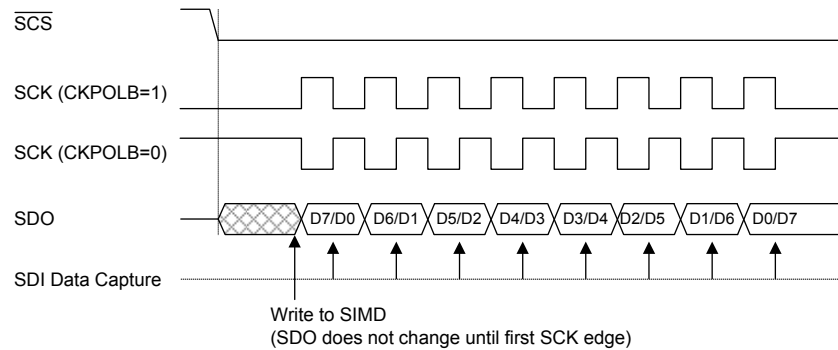 SCS
SCK (CKPOLB=1)
SCK (CKPOLB=0)
SDO D7/D0 D6/D1 D5/D2 D4/D3 D3/D4 D2/D5 D1/D6 D0/D7
SDI Data Capture
Write to SIMD
(SDO does not change until first SCK edge)